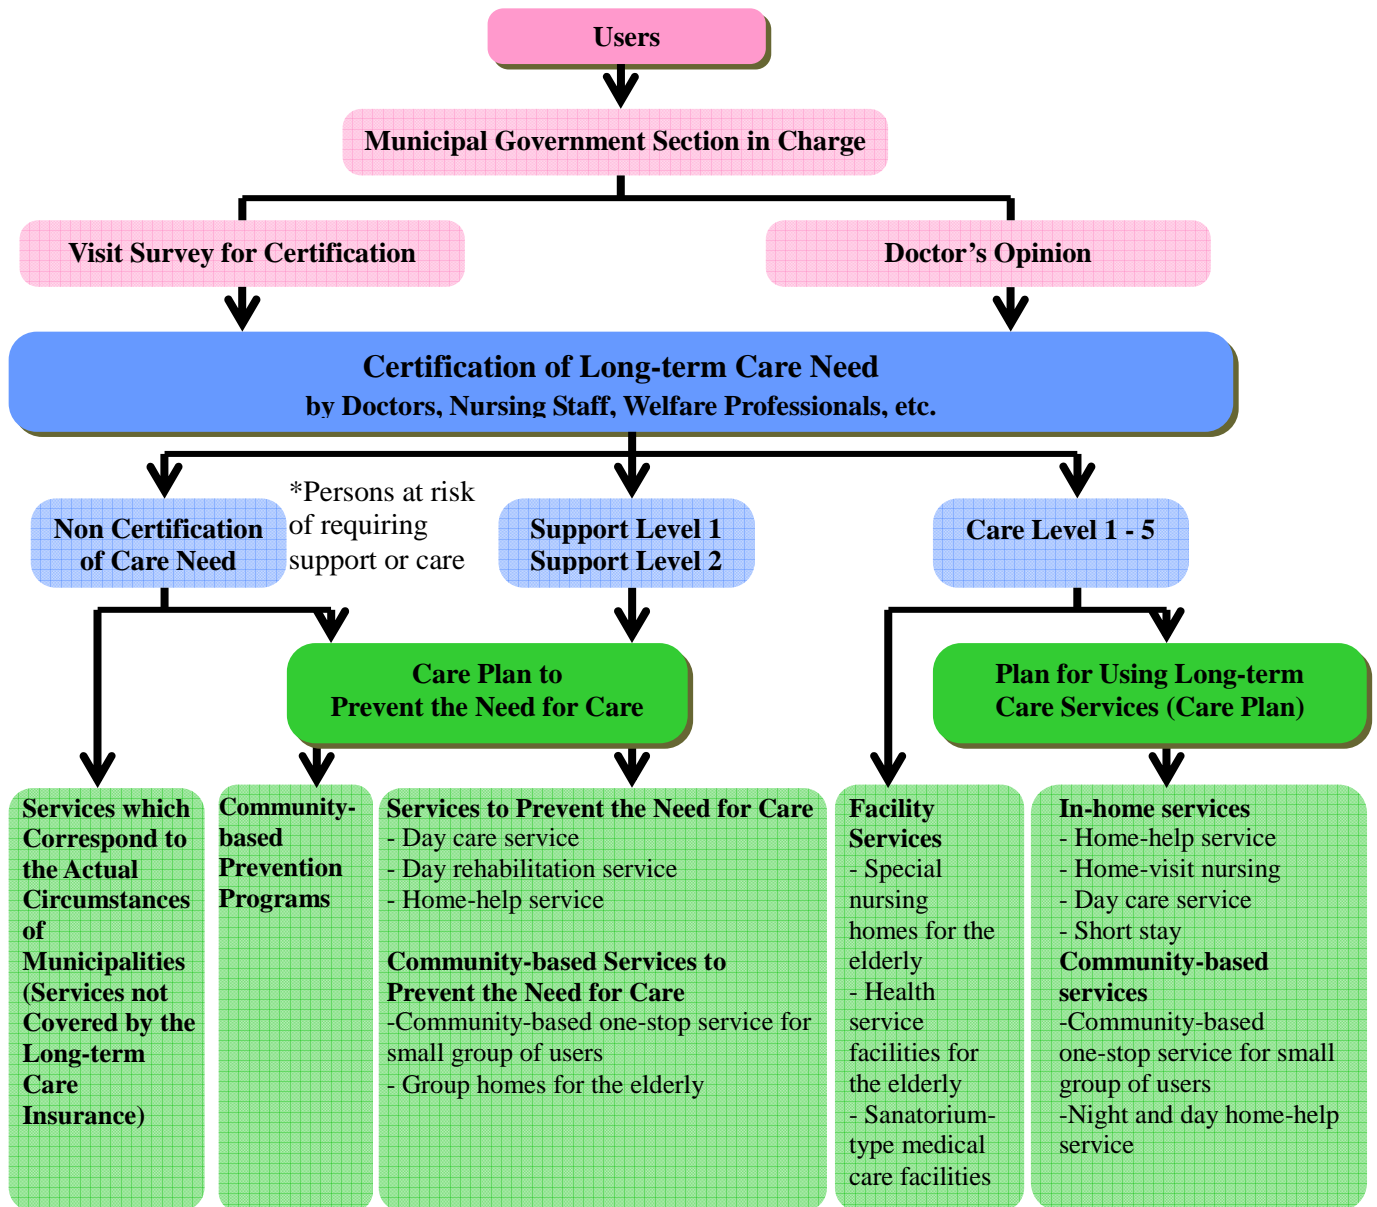 Users
Municipal Government Section in Charge
Visit Survey for Certification
Doctor's Opinion
Certification of Long-term Care Need
by Doctors, Nursing Staff, Welfare Professionals, etc.
Non Certification
of Care Need
*Persons at risk
of requiring
support or care
Support Level 1
Support Level 2
Care Level 1 - 5
Care Plan to
Prevent the Need for Care
Plan for Using Long-term
Care Services (Care Plan)
Services which
Correspond to
the Actual
Circumstances
of
Municipalities
(Services not
Covered by the
Long-term
Care
Insurance)
Community-
based
Prevention
Programs
Services to Prevent the Need for Care
- Day care service
- Day rehabilitation service
- Home-help service
Community-based Services to
Prevent the Need for Care
-Community-based one-stop service for
small group of users
- Group homes for the elderly
Facility
Services
- Special
nursing
homes for the
elderly
- Health
service
facilities for
the elderly
- Sanatorium-
type medical
care facilities
In-home services
- Home-help service
- Home-visit nursing
- Day care service
- Short stay
Community-based
services
-Community-based
one-stop service for small
group of users
-Night and day home-help
service